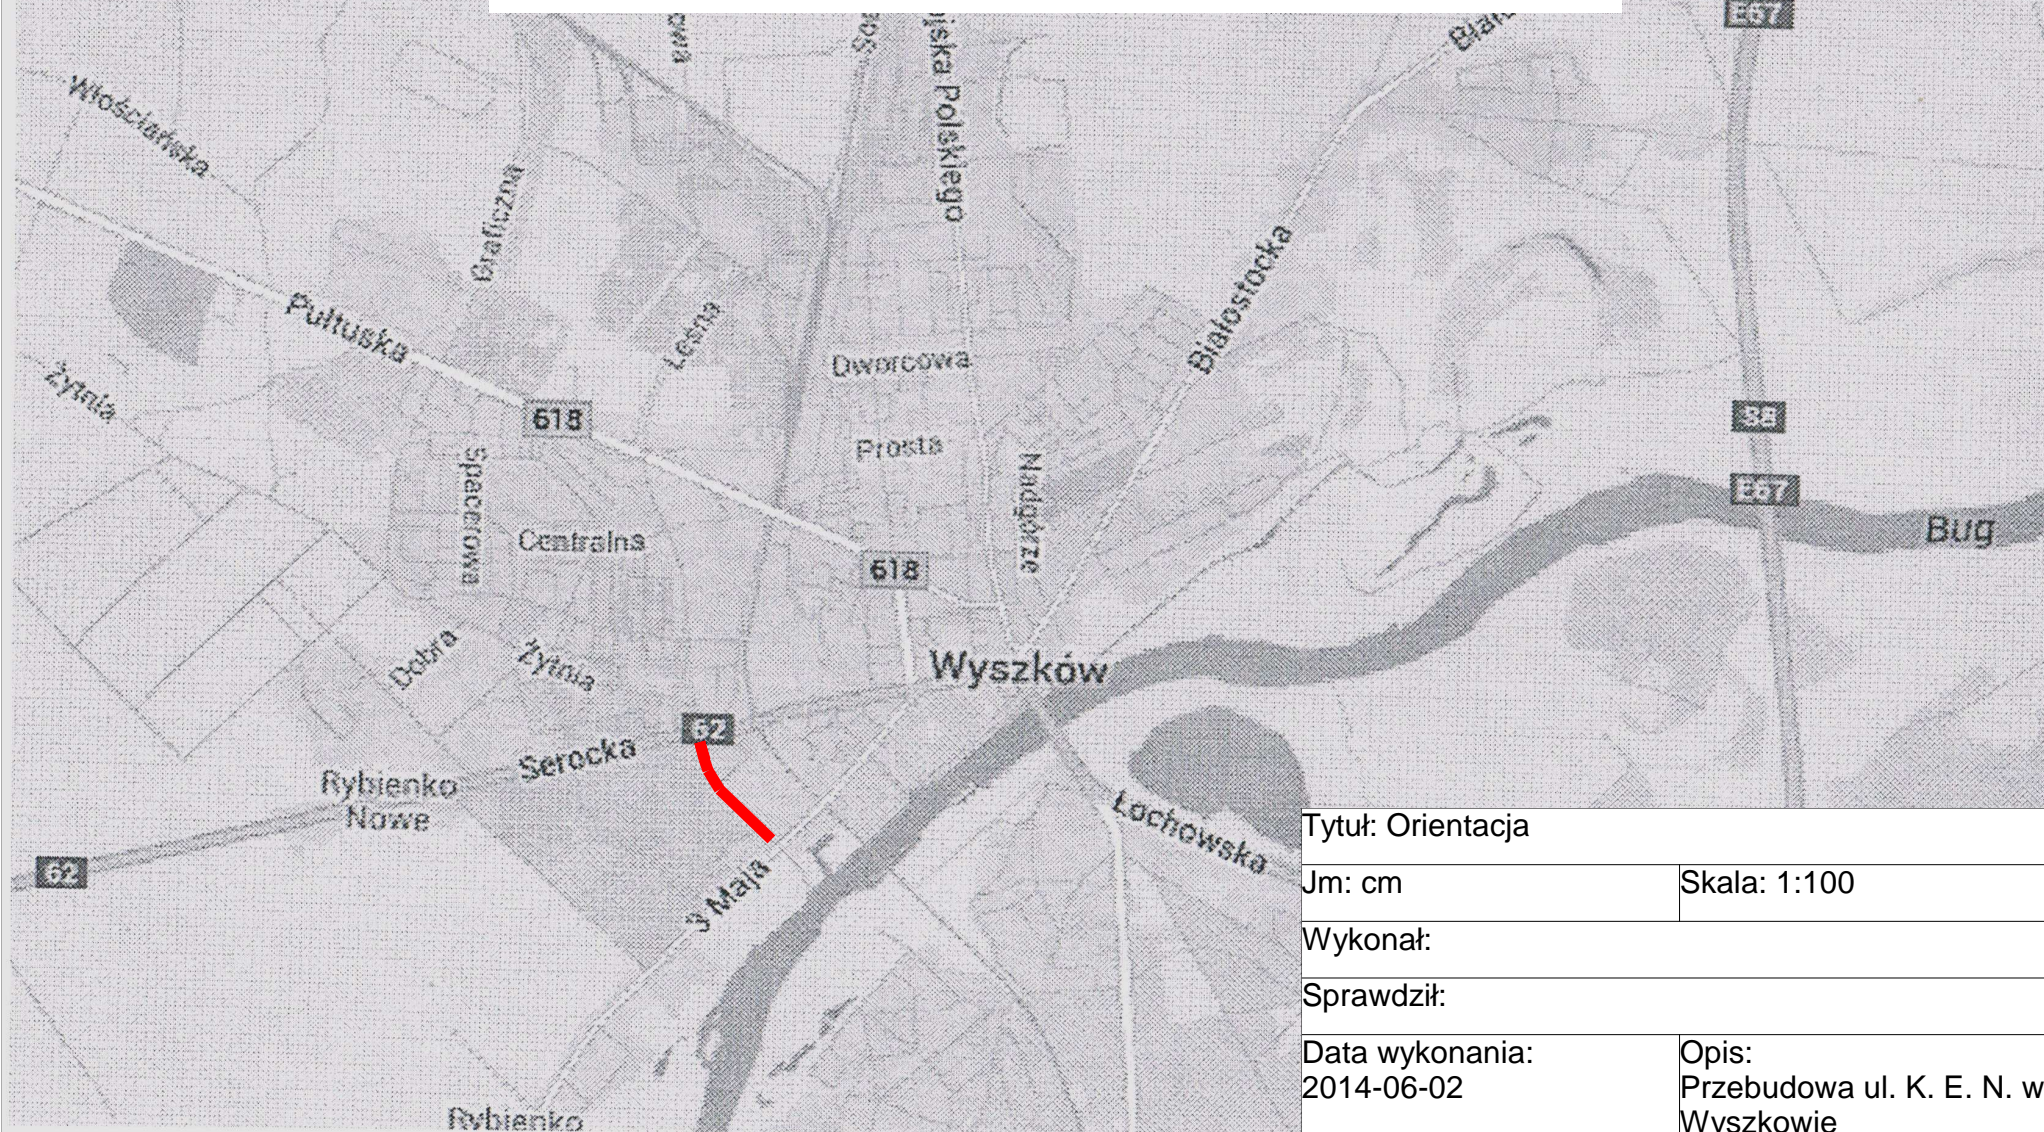 E67
jska Polskiego
Włościańska
Graficzna
Białostocka
Pułtuska
Leśna
Dworcowa
Żytnia
618
S8
Prosta
Spacerowa
Nadgórze
E67
Bug
Centralna
618
Dobra
Żytnia
Wyszków
62
Serocka
Rybienko
Nowe
Łochowska
62
3 Maja
Rybienko
Tytuł: Orientacja
Jm: cm
Skala: 1:100
Wykonał:
Sprawdził:
Data wykonania:
2014-06-02
Opis:
Przebudowa ul. K. E. N. w
Wyszkowie